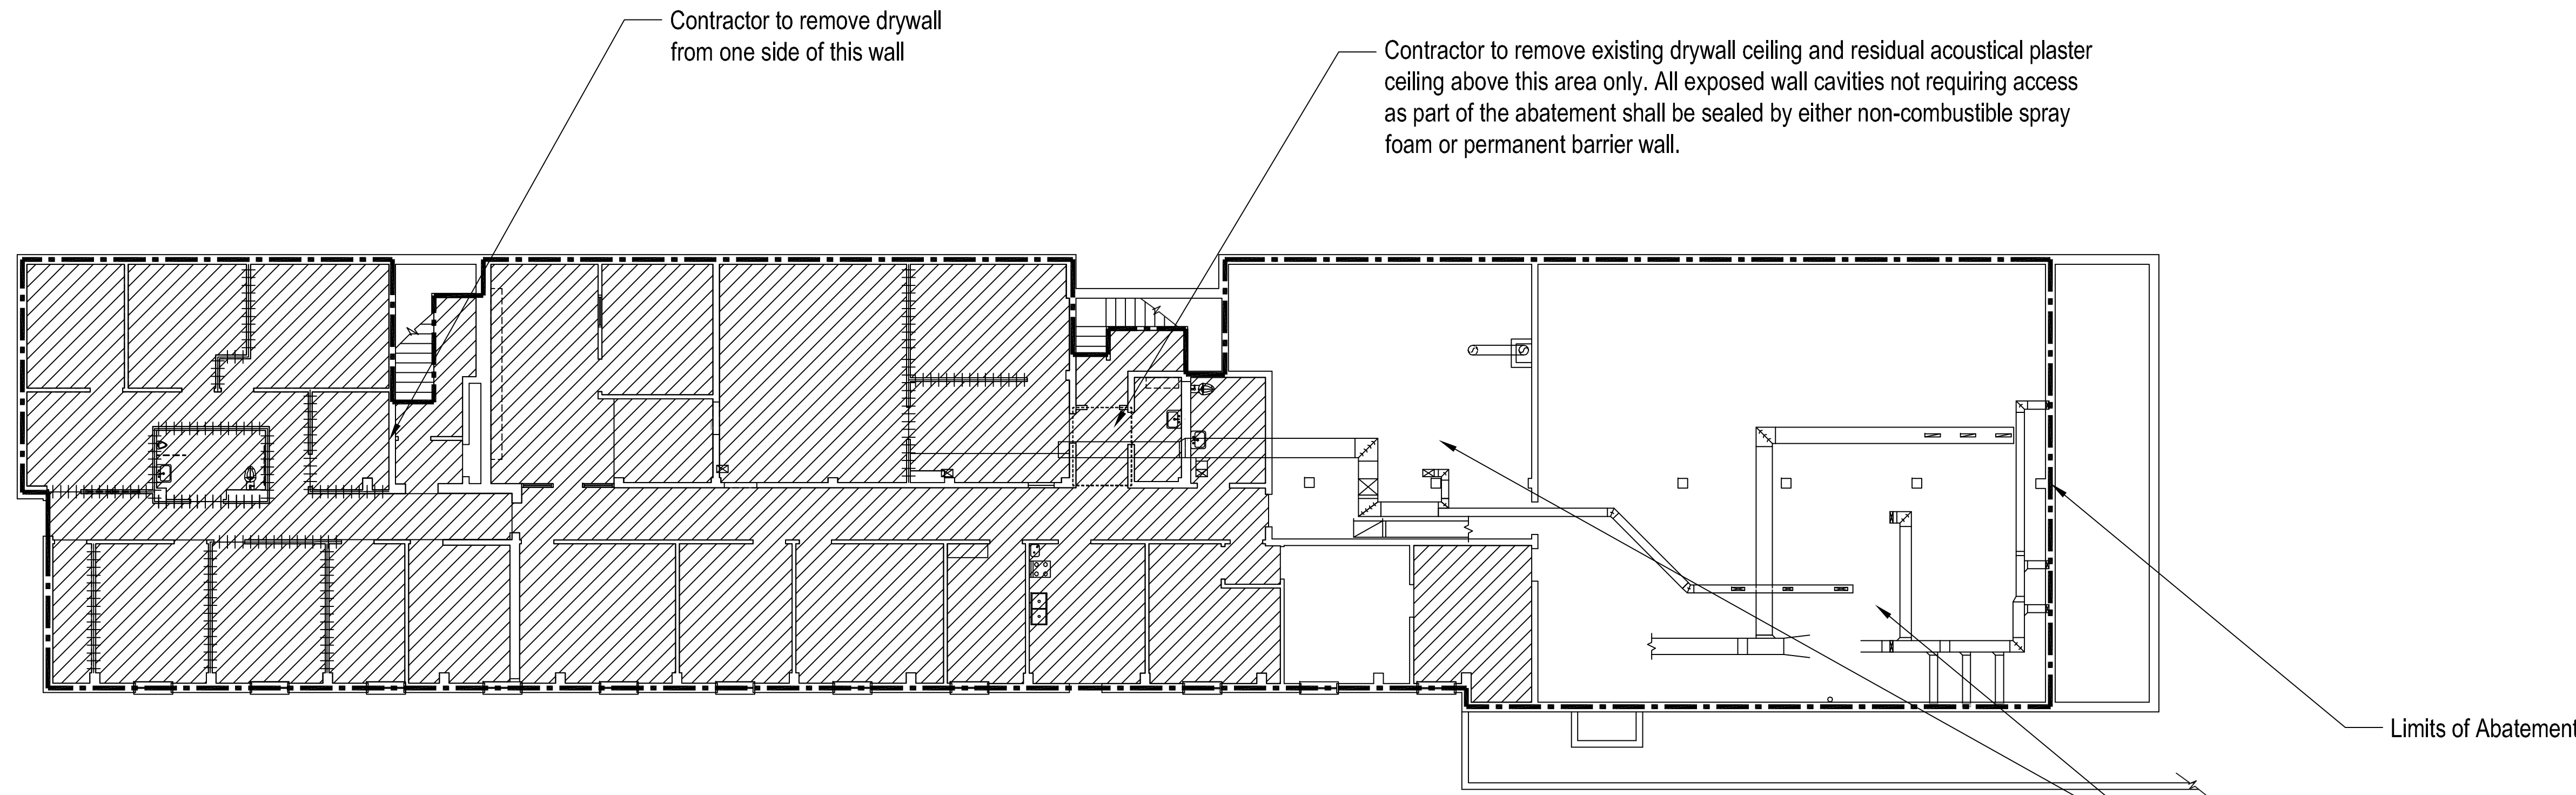 Contractor to remove drywall
from one side of this wall
Contractor to remove existing drywall ceiling and residual acoustical plaster
ceiling above this area only. All exposed wall cavities not requiring access
as part of the abatement shall be sealed by either non-combustible spray
foam or permanent barrier wall.
Limits of Abatement